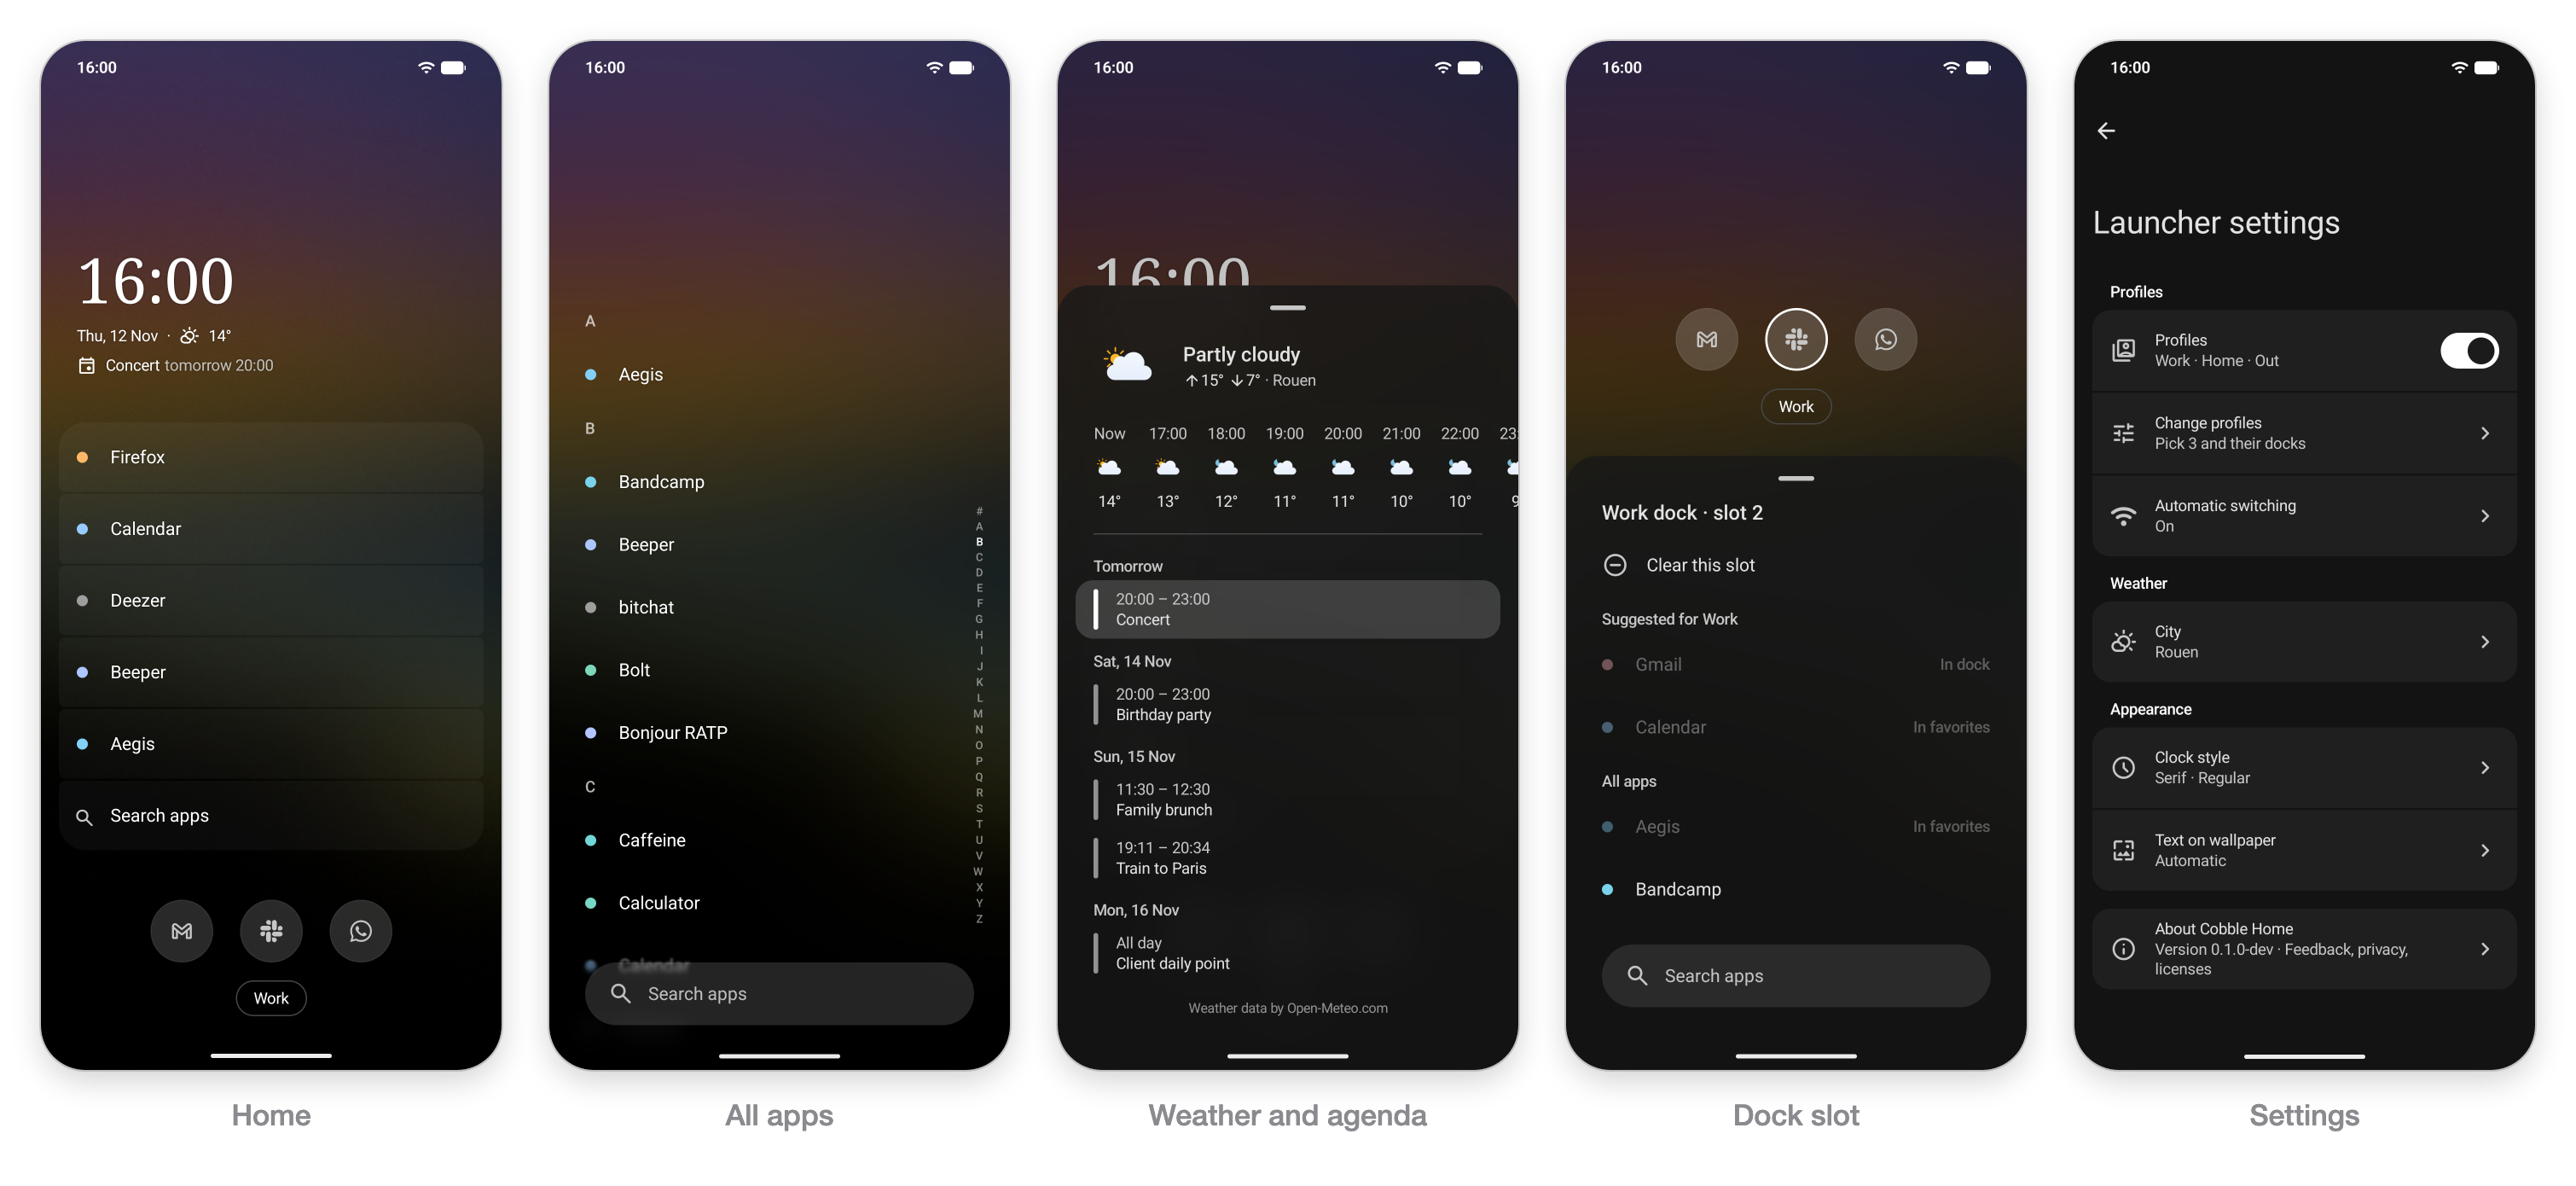 16:00
16:00
Thu, 12 Nov · 14°
Concert tomorrow 20:00
Firefox
Calendar
Deezer
Beeper
Aegis
Search apps
Work
Home
16:00
A
Aegis
B
Bandcamp
Beeper
bitchat
Bolt
Bonjour RATP
C
Caffeine
Calculator
Calendar
Search apps
#
A
B
C
D
E
F
G
H
I
J
K
L
M
N
O
P
Q
R
S
T
U
V
W
X
Y
Z
All apps
16:00
16:00
Partly cloudy
↑15° ↓7° · Rouen
Now 17:00 18:00 19:00 20:00 21:00 22:00 23:
14° 13° 12° 11° 11° 10° 10° 9
Tomorrow
20:00 – 23:00
Concert
Sat, 14 Nov
20:00 – 23:00
Birthday party
Sun, 15 Nov
11:30 – 12:30
Family brunch
19:11 – 20:34
Train to Paris
Mon, 16 Nov
All day
Client daily point
Weather data by Open-Meteo.com
Weather and agenda
16:00
Work
Work dock · slot 2
Clear this slot
Suggested for Work
Gmail In dock
Calendar In favorites
All apps
Aegis In favorites
Bandcamp
Search apps
Dock slot
16:00
Launcher settings
Profiles
Profiles
Work · Home · Out
Change profiles
Pick 3 and their docks
Automatic switching
On
Weather
City
Rouen
Appearance
Clock style
Serif · Regular
Text on wallpaper
Automatic
About Cobble Home
Version 0.1.0-dev · Feedback, privacy,
licenses
Settings